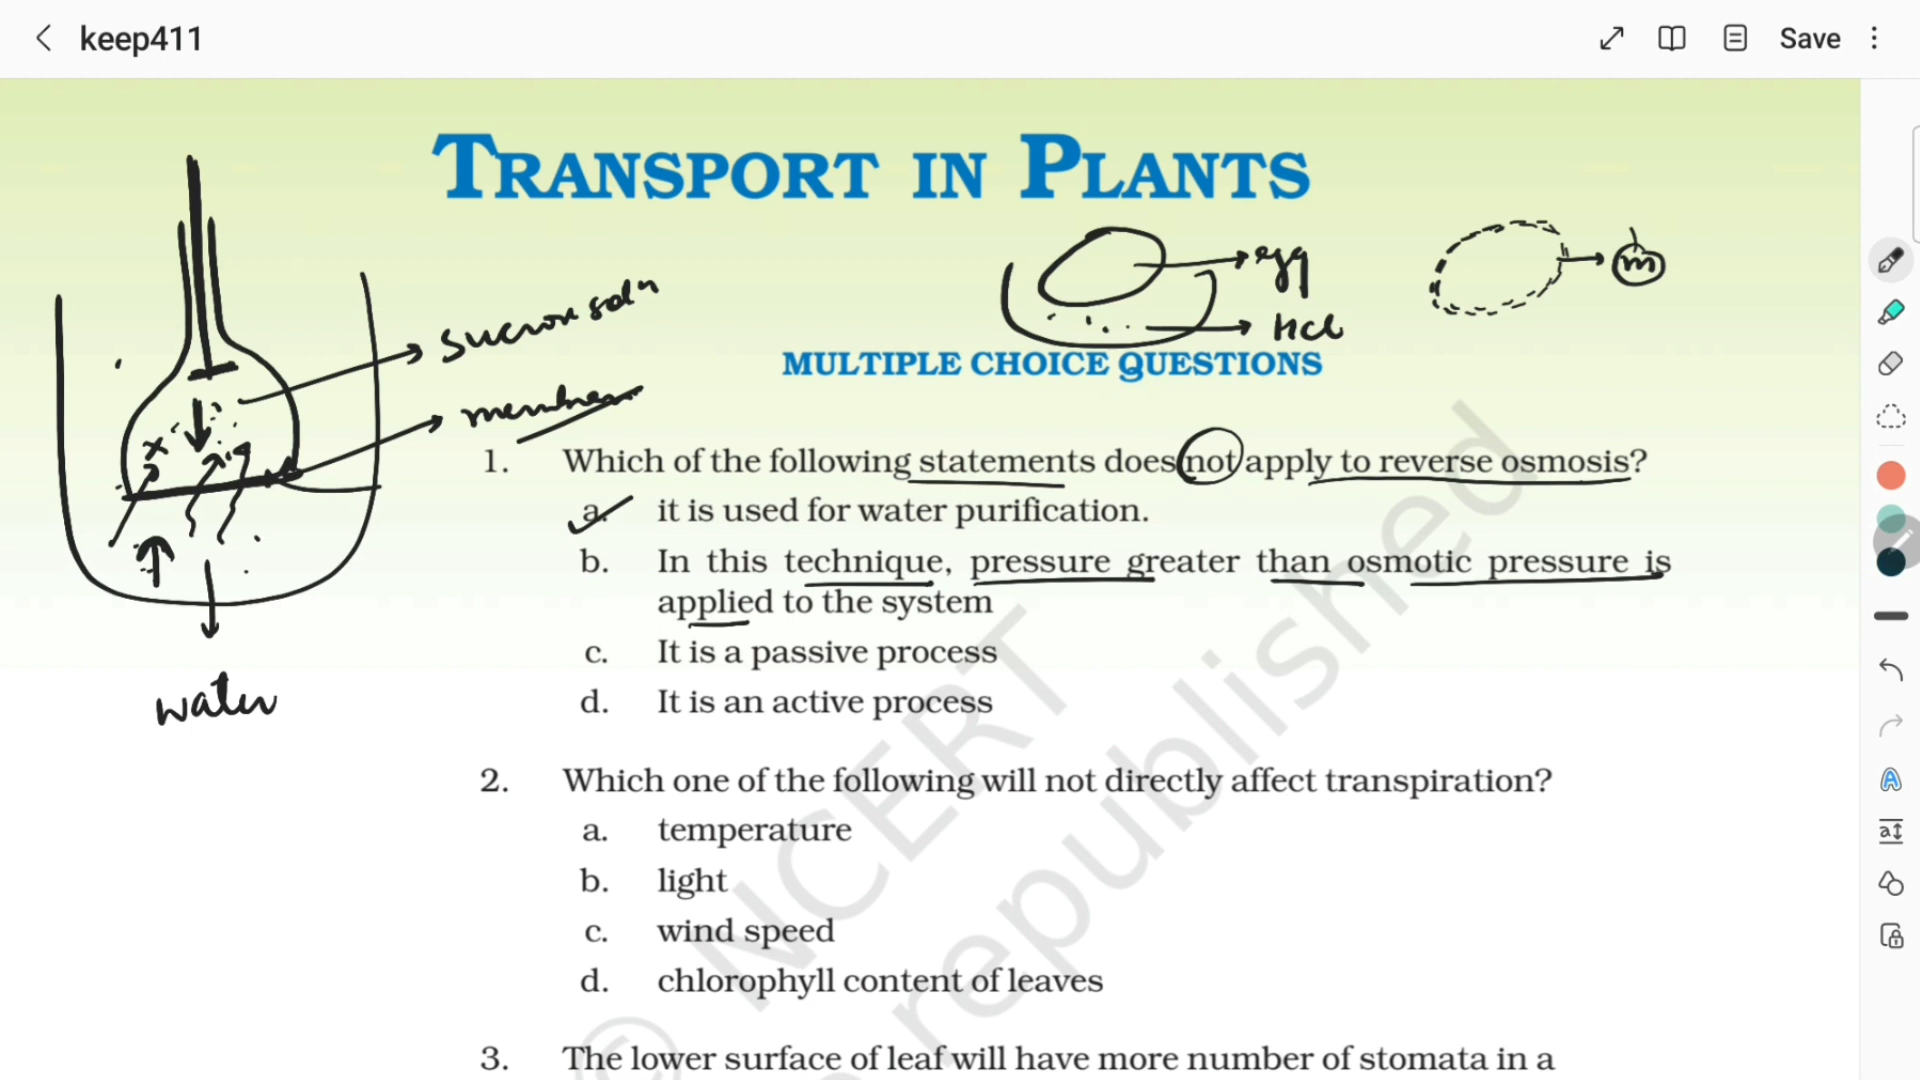 keep411
Save
TRANSPORT IN PLANTS
egg
m
HCl
sucrose soln
MULTIPLE CHOICE QUESTIONS
1. Which of the following statements does not apply to reverse osmosis?
a. it is used for water purification.
b. In this technique, pressure greater than osmotic pressure is
applied to the system
c. It is a passive process
d. It is an active process
water
2. Which one of the following will not directly affect transpiration?
a. temperature
b. light
c. wind speed
d. chlorophyll content of leaves
3. The lower surface of leaf will have more number of stomata in a
© NCERT
republished